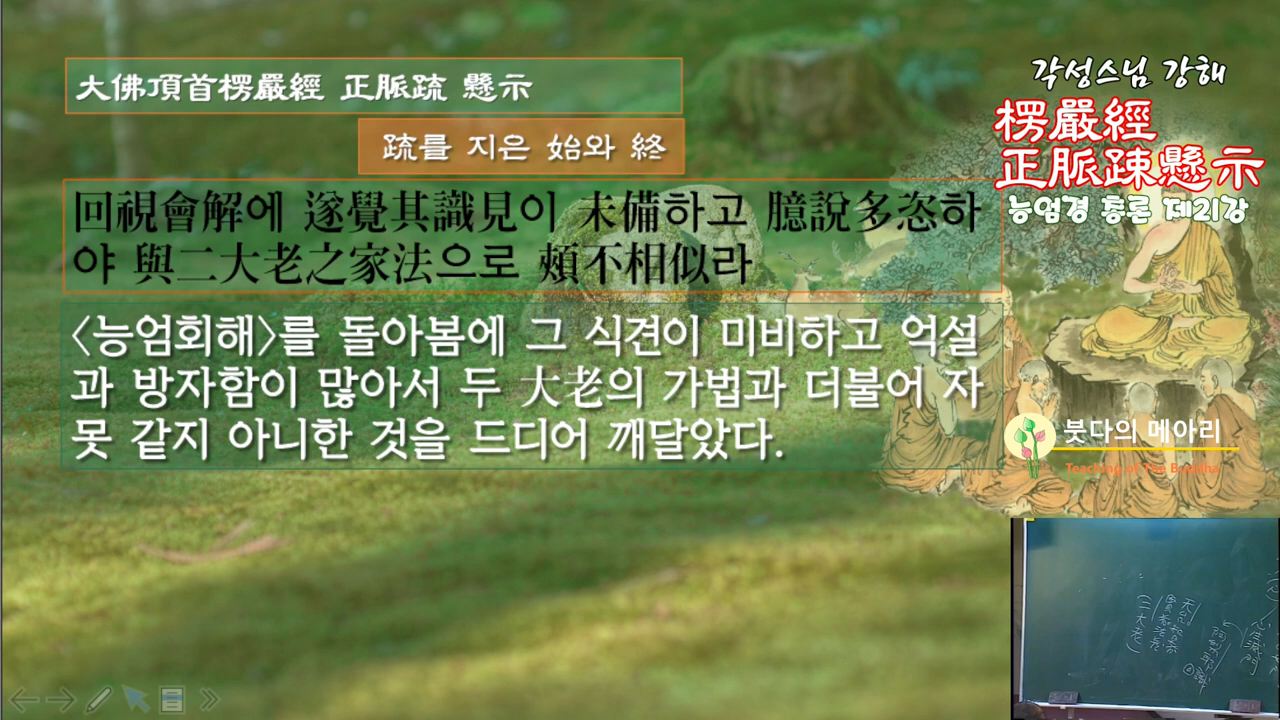 大佛頂首楞嚴經 正脈疏 懸示
疏를 지은 始와 終
回視會解에 遂覺其識見이 未備하고 臆說多恣하
야 與二大老之家法으로 頗不相似라
〈능엄회해〉를 돌아봄에 그 식견이 미비하고 억설
과 방자함이 많아서 두 大老의 가법과 더불어 자
못 같지 아니한 것을 드디어 깨달았다.
각성스님 강해
楞嚴經
正脈疎懸示
능엄경 총론 제21강
붓다의 메아리
Teaching of The Buddha